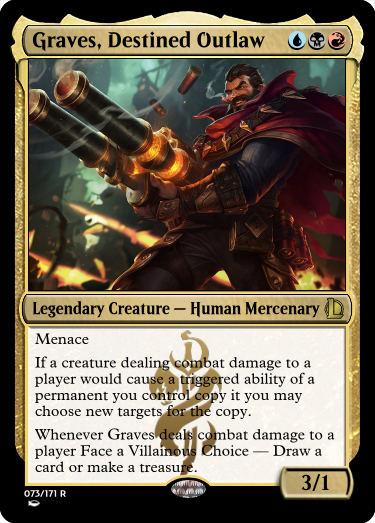 Graves, Destined Outlaw
Legendary Creature — Human Mercenary
Menace
If a creature dealing combat damage to a
player would cause a triggered ability of a
permanent you control copy it you may
choose new targets for the copy.
Whenever Graves deals combat damage to a
player Face a Villainous Choice — Draw a
card or make a treasure.
3/1
073/171 R